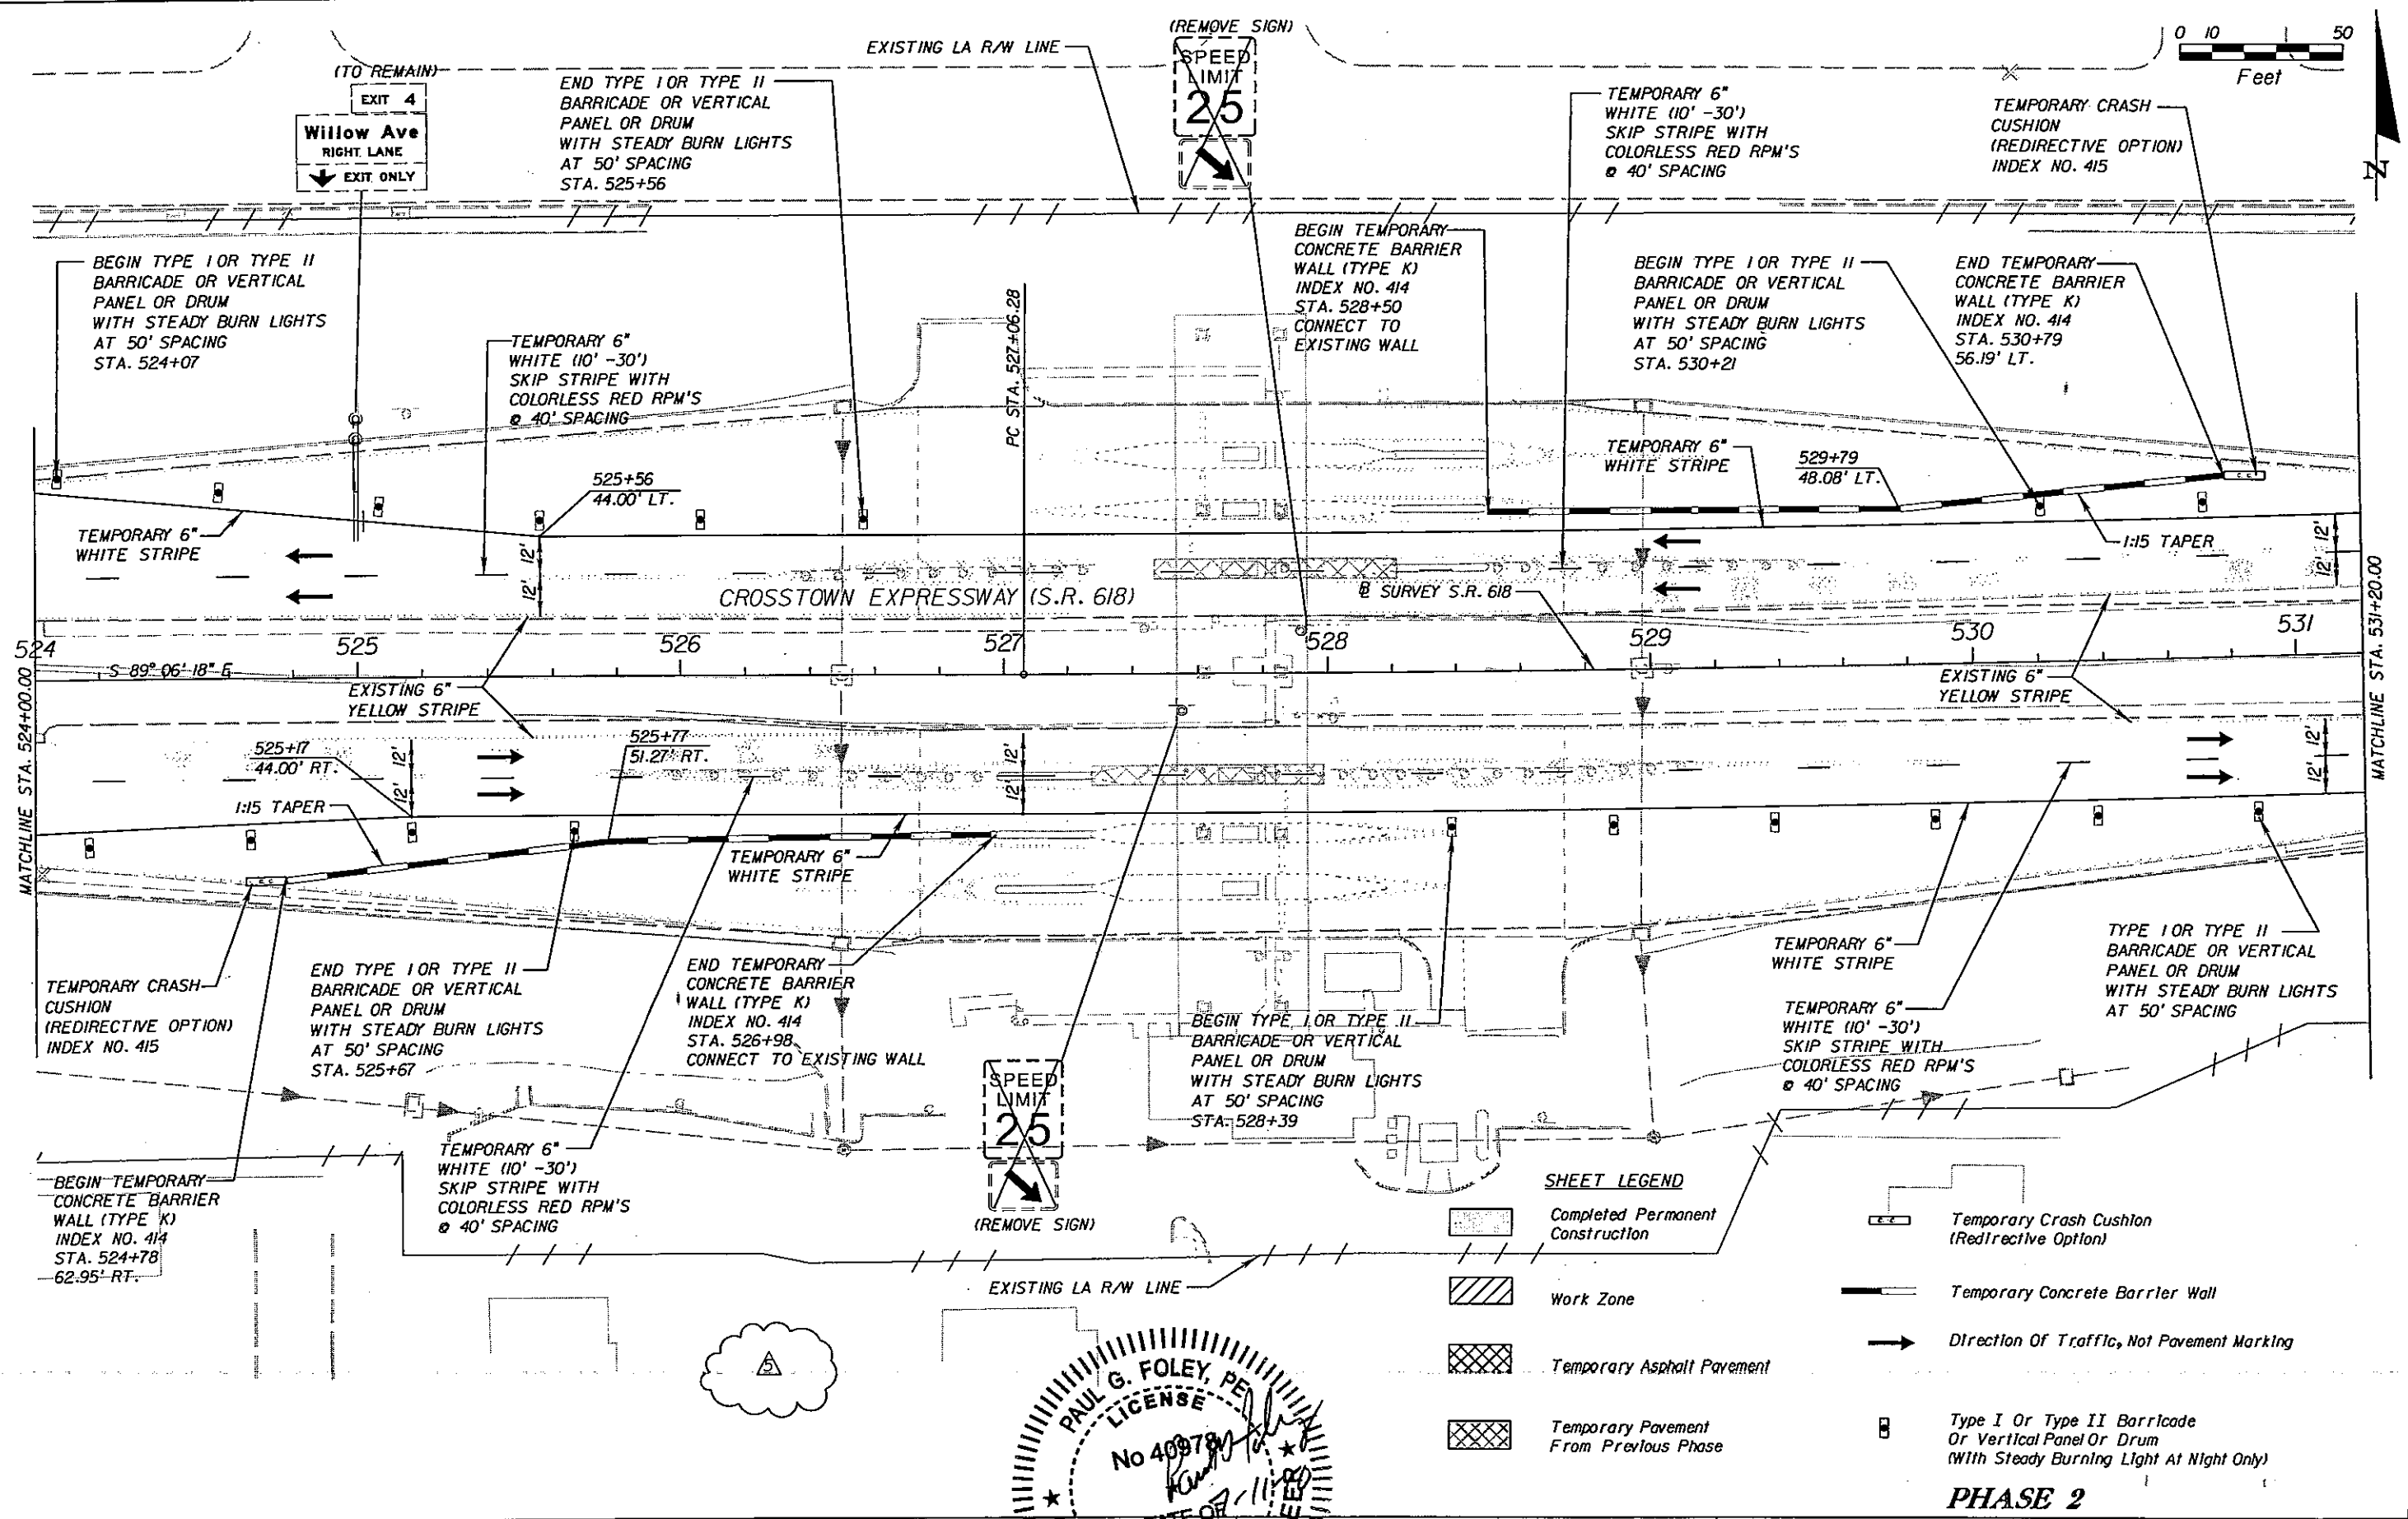 (REMOVE SIGN)
SPEED
LIMIT
25
EXISTING LA R/W LINE
0 10 50
Feet
N
(TO REMAIN)
EXIT 4
Willow Ave
RIGHT LANE
EXIT ONLY
END TYPE I OR TYPE II
BARRICADE OR VERTICAL
PANEL OR DRUM
WITH STEADY BURN LIGHTS
AT 50' SPACING
STA. 525+56
TEMPORARY 6"
WHITE (10' -30')
SKIP STRIPE WITH
COLORLESS RED RPM'S
@ 40' SPACING
TEMPORARY CRASH
CUSHION
(REDIRECTIVE OPTION)
INDEX NO. 415
BEGIN TYPE I OR TYPE II
BARRICADE OR VERTICAL
PANEL OR DRUM
WITH STEADY BURN LIGHTS
AT 50' SPACING
STA. 524+07
TEMPORARY 6"
WHITE (10' -30')
SKIP STRIPE WITH
COLORLESS RED RPM'S
@ 40' SPACING
PC STA. 527+06.28
BEGIN TEMPORARY
CONCRETE BARRIER
WALL (TYPE K)
INDEX NO. 414
STA. 528+50
CONNECT TO
EXISTING WALL
BEGIN TYPE I OR TYPE II
BARRICADE OR VERTICAL
PANEL OR DRUM
WITH STEADY BURN LIGHTS
AT 50' SPACING
STA. 530+21
END TEMPORARY
CONCRETE BARRIER
WALL (TYPE K)
INDEX NO. 414
STA. 530+79
56.19' LT.
TEMPORARY 6"
WHITE STRIPE
525+56
44.00' LT.
TEMPORARY 6"
WHITE STRIPE
529+79
48.08' LT.
1:15 TAPER
12'
12'
12'
12'
CROSSTOWN EXPRESSWAY (S.R. 618)
SURVEY S.R. 618
524 525 526 527 528 529 530 531
S 89° 06' 18" E
MATCHLINE STA. 524+00.00
MATCHLINE STA. 531+20.00
EXISTING 6"
YELLOW STRIPE
EXISTING 6"
YELLOW STRIPE
525+17
44.00' RT.
12'
12'
525+77
51.27' RT.
12'
12'
12'
12'
1:15 TAPER
TEMPORARY 6"
WHITE STRIPE
TEMPORARY CRASH
CUSHION
(REDIRECTIVE OPTION)
INDEX NO. 415
END TYPE I OR TYPE II
BARRICADE OR VERTICAL
PANEL OR DRUM
WITH STEADY BURN LIGHTS
AT 50' SPACING
STA. 525+67
END TEMPORARY
CONCRETE BARRIER
WALL (TYPE K)
INDEX NO. 414
STA. 526+98
CONNECT TO EXISTING WALL
BEGIN TYPE I OR TYPE II
BARRICADE OR VERTICAL
PANEL OR DRUM
WITH STEADY BURN LIGHTS
AT 50' SPACING
STA. 528+39
TEMPORARY 6"
WHITE STRIPE
TYPE I OR TYPE II
BARRICADE OR VERTICAL
PANEL OR DRUM
WITH STEADY BURN LIGHTS
AT 50' SPACING
TEMPORARY 6"
WHITE (10' -30')
SKIP STRIPE WITH
COLORLESS RED RPM'S
@ 40' SPACING
SPEED
LIMIT
25
(REMOVE SIGN)
TEMPORARY 6"
WHITE (10' -30')
SKIP STRIPE WITH
COLORLESS RED RPM'S
@ 40' SPACING
BEGIN TEMPORARY
CONCRETE BARRIER
WALL (TYPE K)
INDEX NO. 414
STA. 524+78
62.95' RT.
EXISTING LA R/W LINE
SHEET LEGEND
Completed Permanent
Construction
Work Zone
Temporary Asphalt Pavement
Temporary Pavement
From Previous Phase
Temporary Crash Cushion
(Redirective Option)
Temporary Concrete Barrier Wall
Direction Of Traffic, Not Pavement Marking
Type I Or Type II Barricade
Or Vertical Panel Or Drum
(With Steady Burning Light At Night Only)
PHASE 2
5
PAUL G. FOLEY, PE
LICENSE
No 40978